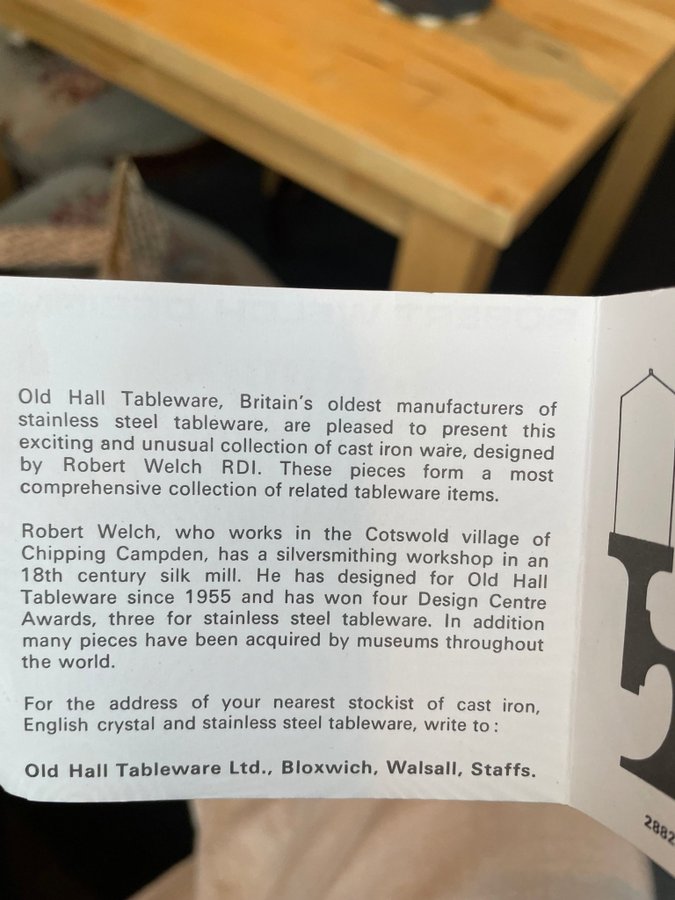 Old Hall Tableware, Britain's oldest manufacturers of
stainless steel tableware, are pleased to present this
exciting and unusual collection of cast iron ware, designed
by Robert Welch RDI. These pieces form a most
comprehensive collection of related tableware items.
Robert Welch, who works in the Cotswold village of
Chipping Campden, has a silversmithing workshop in an
18th century silk mill. He has designed for Old Hall
Tableware since 1955 and has won four Design Centre
Awards, three for stainless steel tableware. In addition
many pieces have been acquired by museums throughout
the world.
For the address of your nearest stockist of cast iron,
English crystal and stainless steel tableware, write to :
Old Hall Tableware Ltd., Bloxwich, Walsall, Staffs.
2882